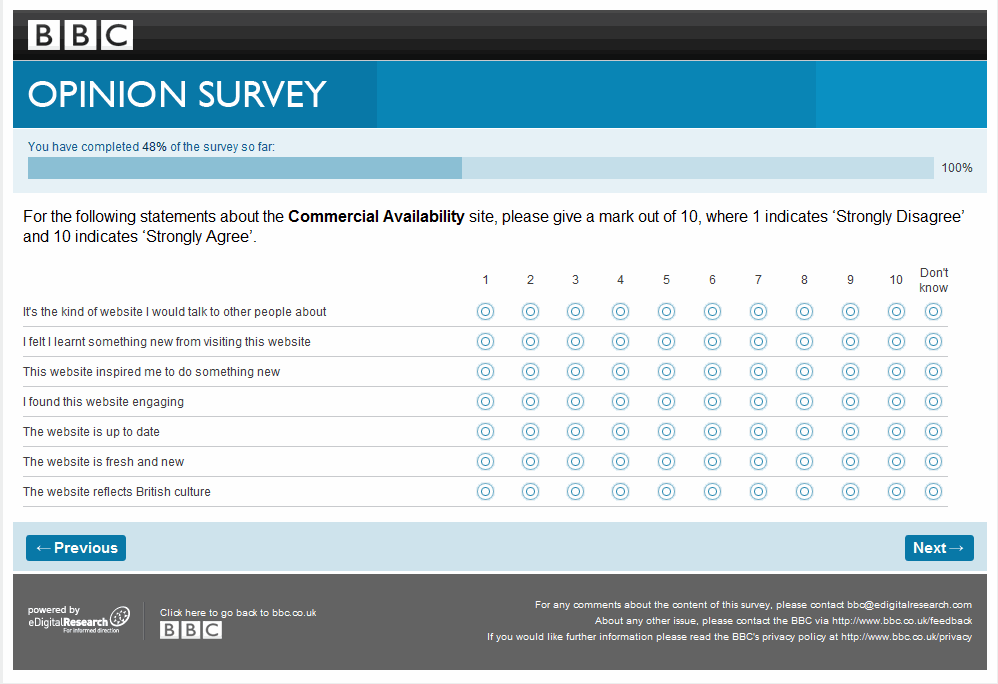 BBC
OPINION SURVEY
You have completed 48% of the survey so far:
100%
For the following statements about the Commercial Availability site, please give a mark out of 10, where 1 indicates ‘Strongly Disagree’
and 10 indicates ‘Strongly Agree’.
1 2 3 4 5 6 7 8 9 10 Don't
know
It's the kind of website I would talk to other people about
I felt I learnt something new from visiting this website
This website inspired me to do something new
I found this website engaging
The website is up to date
The website is fresh and new
The website reflects British culture
←Previous
Next→
powered by
eDigitalResearch
For informed direction
Click here to go back to bbc.co.uk
BBC
For any comments about the content of this survey, please contact bbc@edigitalresearch.com
About any other issue, please contact the BBC via http://www.bbc.co.uk/feedback
If you would like further information please read the BBC's privacy policy at http://www.bbc.co.uk/privacy